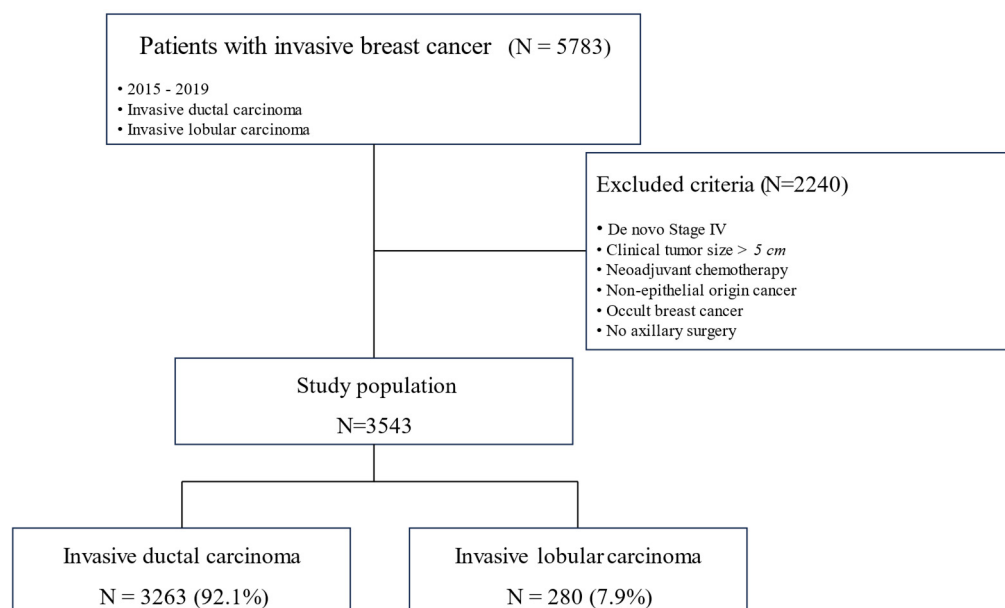 Patients with invasive breast cancer (N = 5783)
• 2015 - 2019
• Invasive ductal carcinoma
• Invasive lobular carcinoma
Excluded criteria (N=2240)
• De novo Stage IV
• Clinical tumor size > 5 cm
• Neoadjuvant chemotherapy
• Non-epithelial origin cancer
• Occult breast cancer
• No axillary surgery
Study population
N=3543
Invasive ductal carcinoma
N = 3263 (92.1%)
Invasive lobular carcinoma
N = 280 (7.9%)